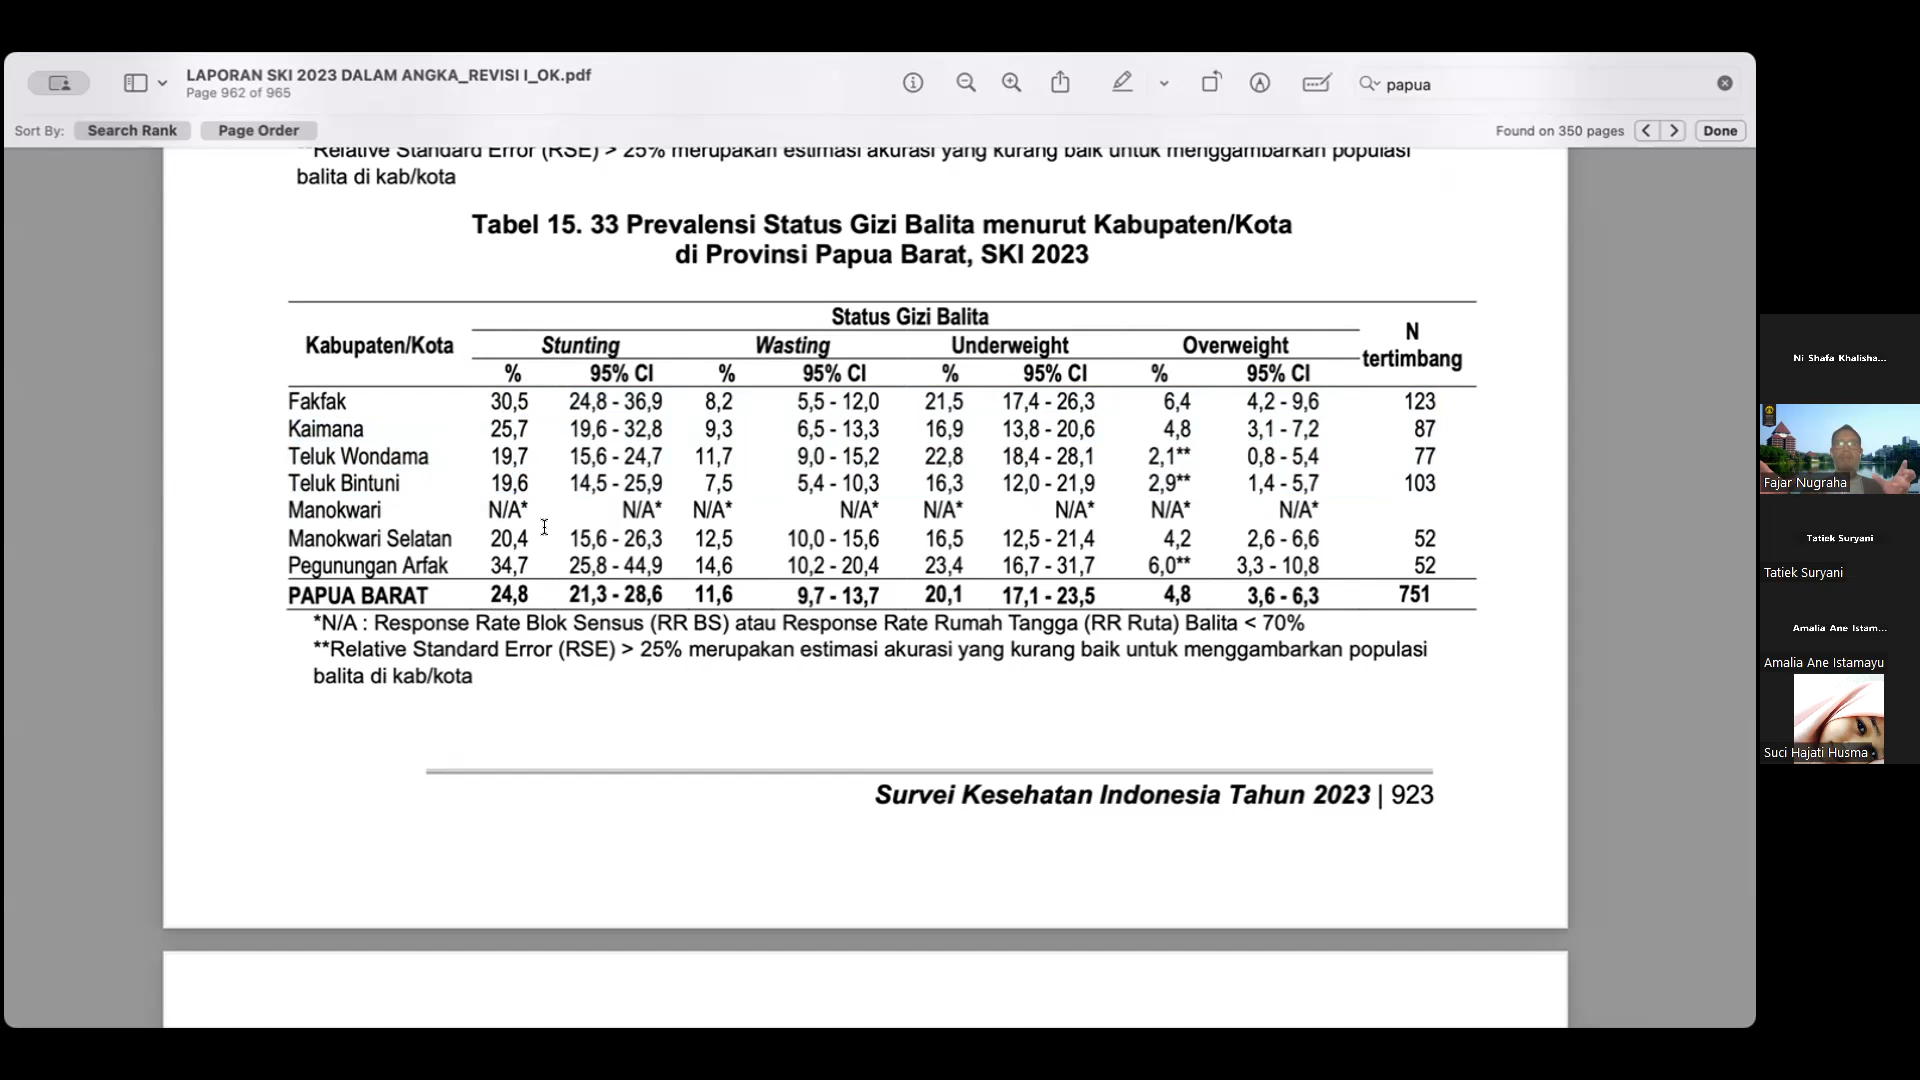 LAPORAN SKI 2023 DALAM ANGKA_REVISI I_OK.pdf
Page 962 of 965
papua
Sort By: Search Rank Page Order
Found on 350 pages
Done
**Relative Standard Error (RSE) > 25% merupakan estimasi akurasi yang kurang baik untuk menggambarkan populasi
balita di kab/kota
Tabel 15. 33 Prevalensi Status Gizi Balita menurut Kabupaten/Kota
di Provinsi Papua Barat, SKI 2023
Status Gizi Balita
Kabupaten/Kota Stunting Wasting Underweight Overweight N tertimbang
% 95% CI % 95% CI % 95% CI % 95% CI
Fakfak 30,5 24,8 - 36,9 8,2 5,5 - 12,0 21,5 17,4 - 26,3 6,4 4,2 - 9,6 123
Kaimana 25,7 19,6 - 32,8 9,3 6,5 - 13,3 16,9 13,8 - 20,6 4,8 3,1 - 7,2 87
Teluk Wondama 19,7 15,6 - 24,7 11,7 9,0 - 15,2 22,8 18,4 - 28,1 2,1** 0,8 - 5,4 77
Teluk Bintuni 19,6 14,5 - 25,9 7,5 5,4 - 10,3 16,3 12,0 - 21,9 2,9** 1,4 - 5,7 103
Manokwari N/A* N/A* N/A* N/A* N/A* N/A* N/A* N/A*
Manokwari Selatan 20,4 15,6 - 26,3 12,5 10,0 - 15,6 16,5 12,5 - 21,4 4,2 2,6 - 6,6 52
Pegunungan Arfak 34,7 25,8 - 44,9 14,6 10,2 - 20,4 23,4 16,7 - 31,7 6,0** 3,3 - 10,8 52
PAPUA BARAT 24,8 21,3 - 28,6 11,6 9,7 - 13,7 20,1 17,1 - 23,5 4,8 3,6 - 6,3 751
*N/A : Response Rate Blok Sensus (RR BS) atau Response Rate Rumah Tangga (RR Ruta) Balita < 70%
**Relative Standard Error (RSE) > 25% merupakan estimasi akurasi yang kurang baik untuk menggambarkan populasi
balita di kab/kota
Survei Kesehatan Indonesia Tahun 2023 | 923
Ni Shafa Khalisha...
Fajar Nugraha
Tatiek Suryani
Tatiek Suryani
Amalia Ane Istam...
Amalia Ane Istamayu
Suci Hajati Husma